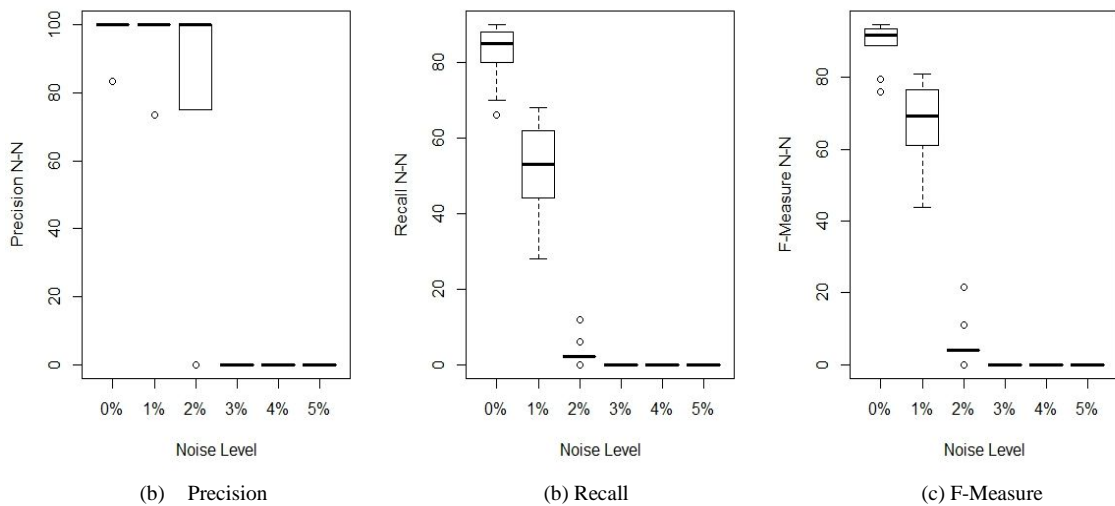 Precision N-N
100
80
60
40
20
0
0% 1% 2% 3% 4% 5%
Noise Level
(b) Precision
Recall N-N
80
60
40
20
0
0% 1% 2% 3% 4% 5%
Noise Level
(b) Recall
F-Measure N-N
80
60
40
20
0
0% 1% 2% 3% 4% 5%
Noise Level
(c) F-Measure